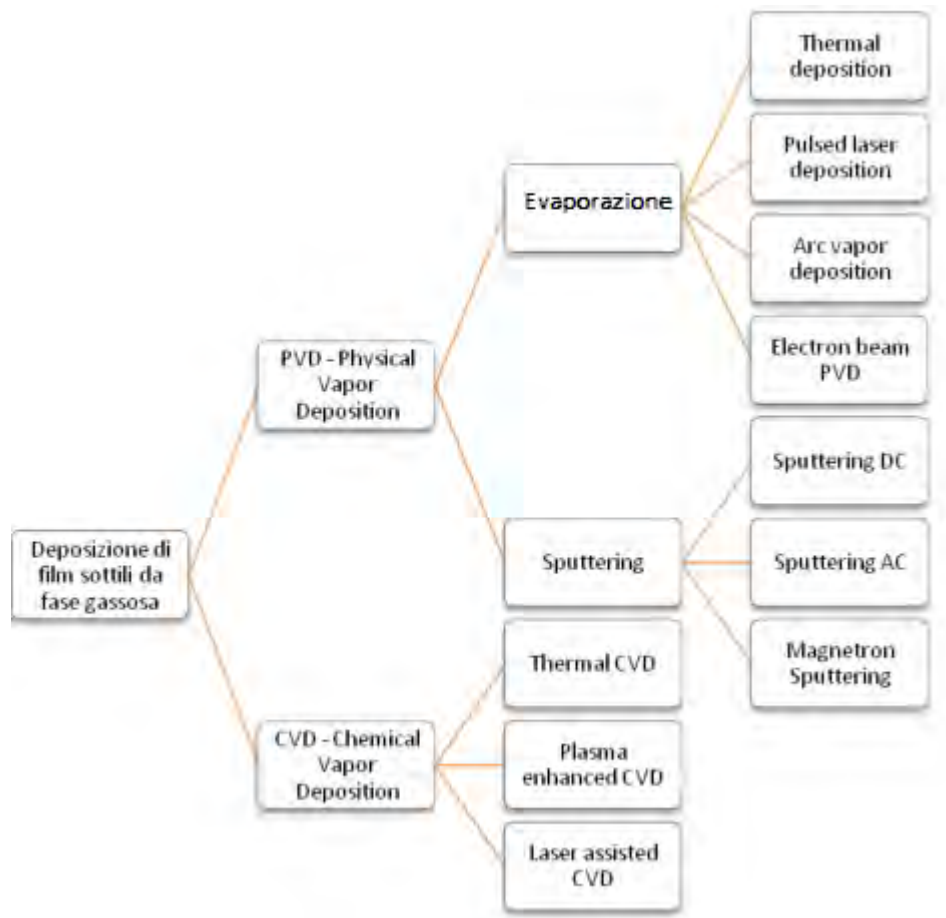 Thermal
deposition
Pulsed laser
deposition
Evaporazione
Arc vapor
deposition
PVD - Physical
Vapor
Deposition
Electron beam
PVD
Sputtering DC
Deposizione di
film sottili da
fase gassosa
Sputtering
Sputtering AC
Thermal CVD
Magnetron
Sputtering
CVD - Chemical
Vapor
Deposition
Plasma
enhanced CVD
Laser assisted
CVD